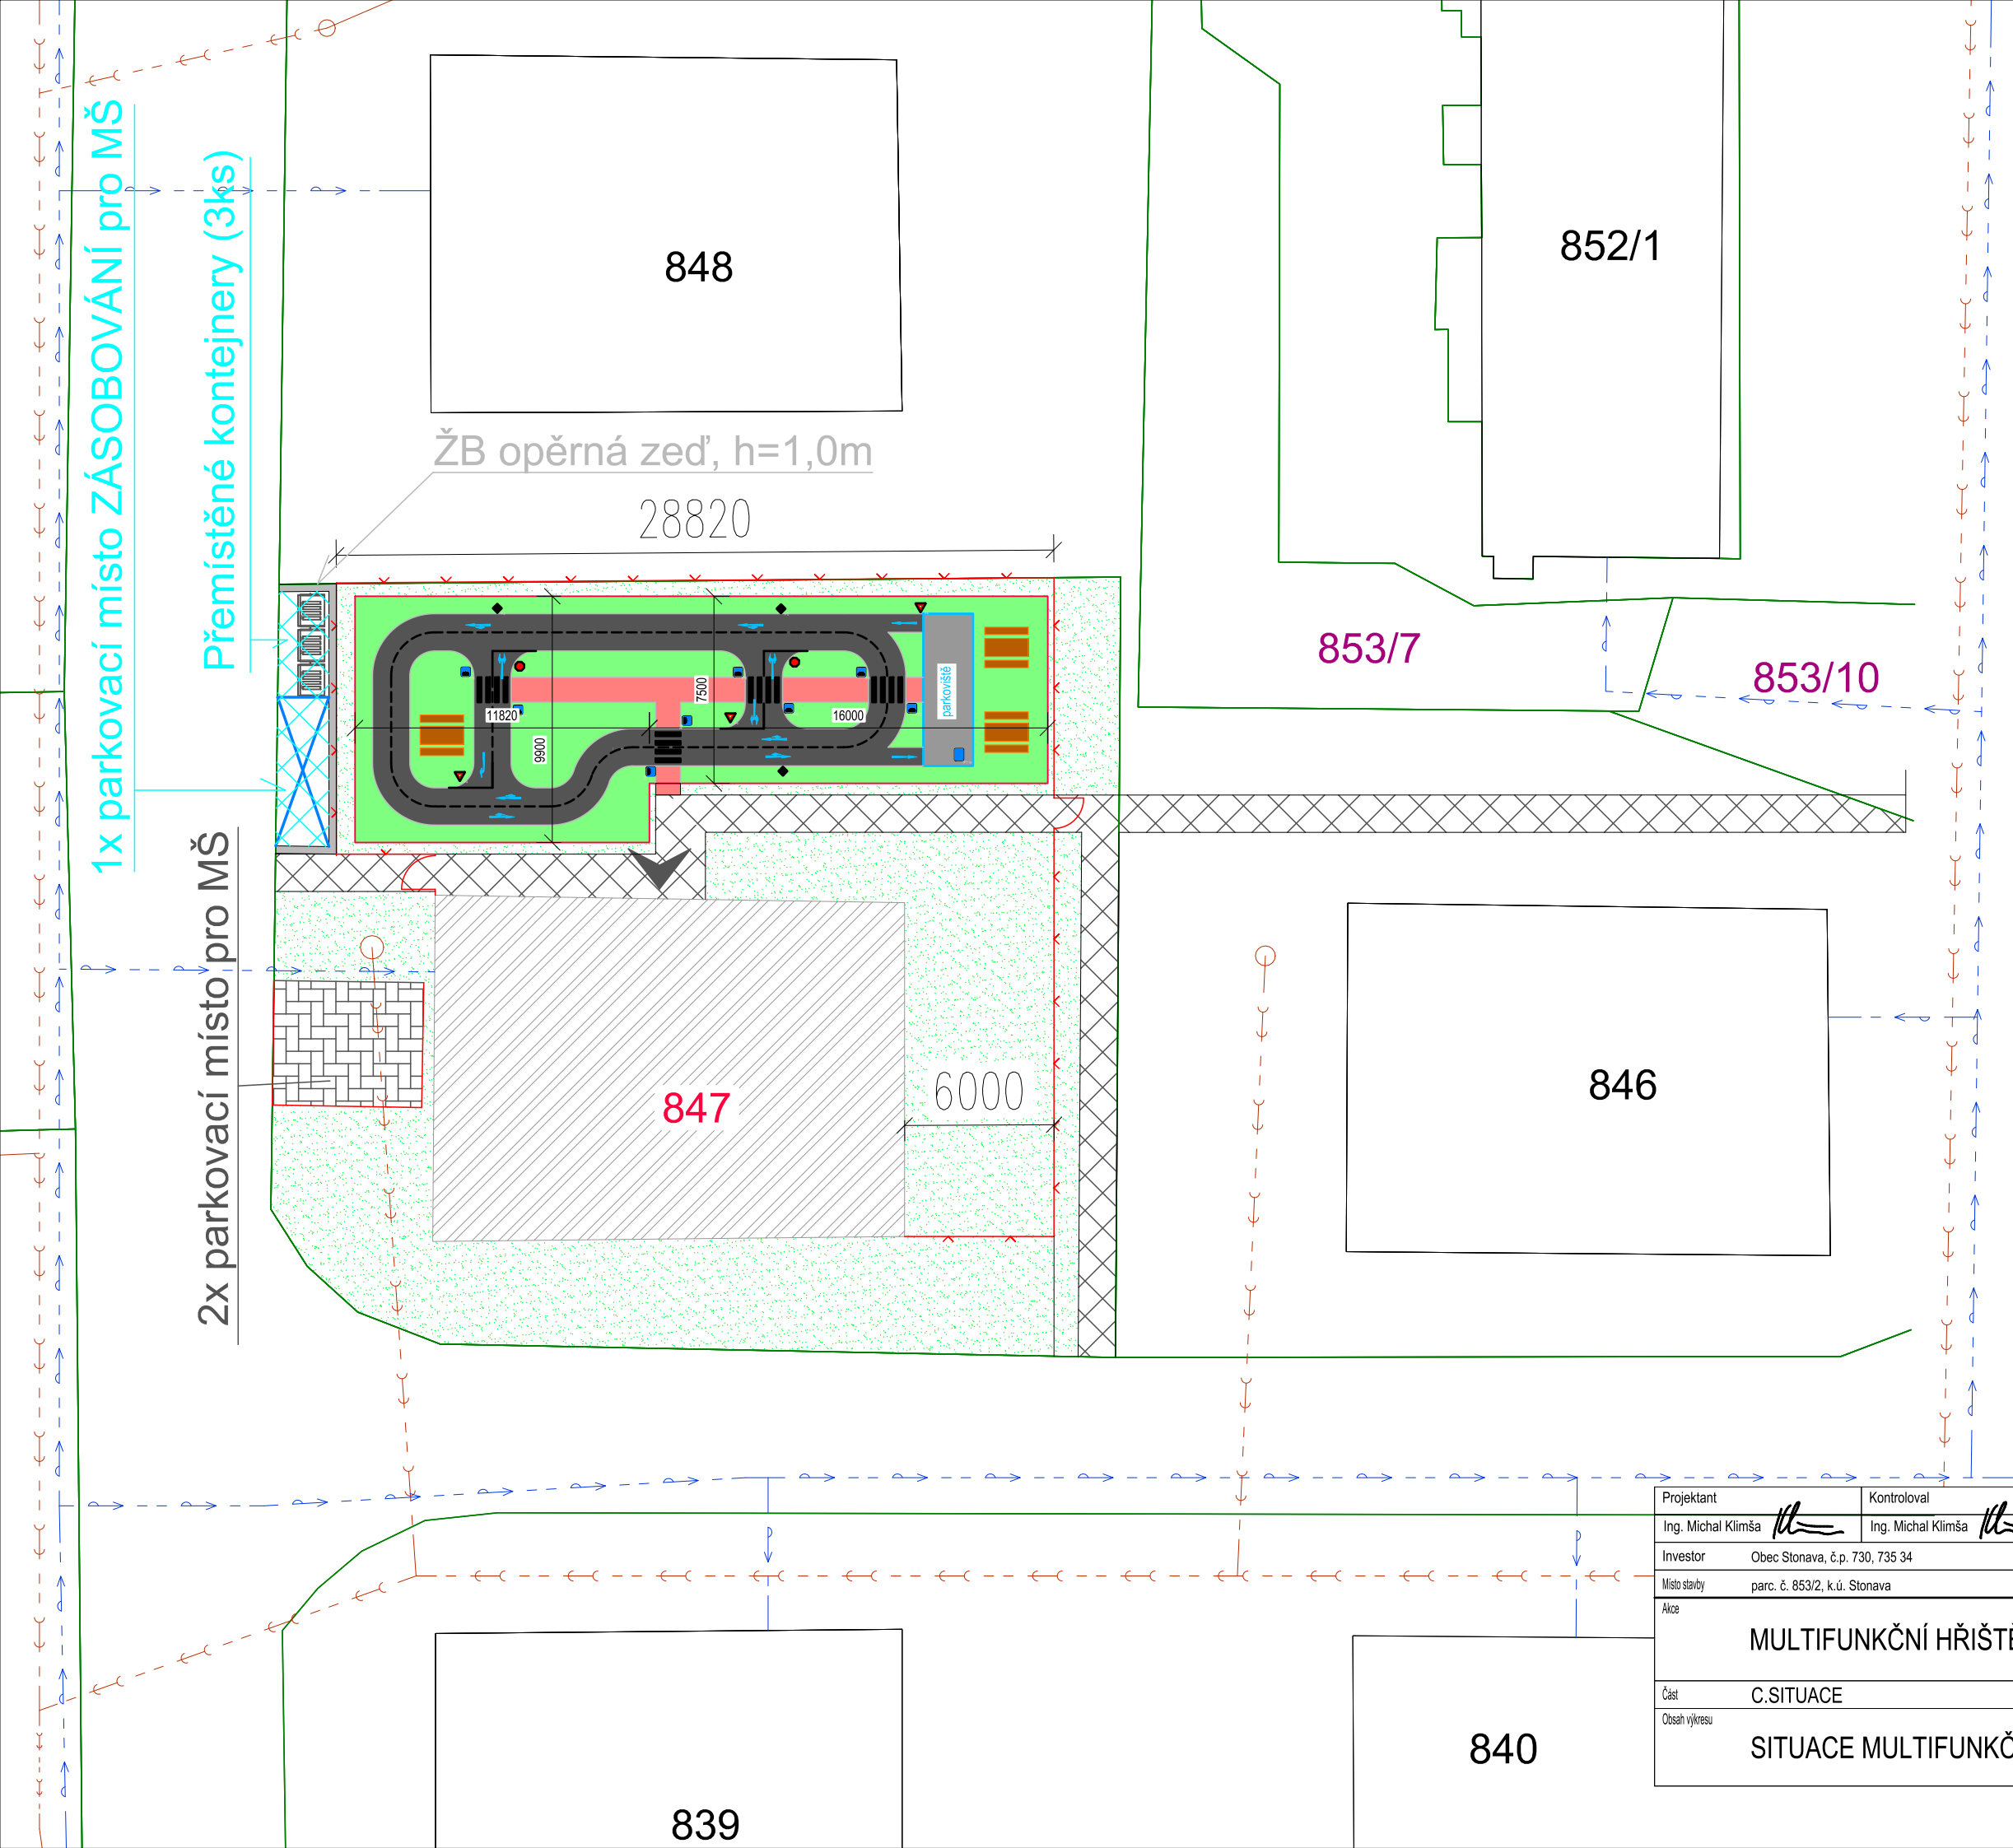 848
852/1
1x parkovací místo ZÁSOBOVÁNÍ pro MŠ
Přemístěné kontejnery (3ks)
ŽB opěrná zeď, h=1,0m
28820
853/7
853/10
parkoviště
7500
11820
16000
9900
2x parkovací místo pro MŠ
847
6000
846
Projektant
Kontroloval
Ing. Michal Klimša
Ing. Michal Klimša
Investor
Obec Stonava, č.p. 730, 735 34
Místo stavby
parc. č. 853/2, k.ú. Stonava
Akce
MULTIFUNKČNÍ HŘIŠTĚ
Část
C.SITUACE
Obsah výkresu
SITUACE MULTIFUNKČ
840
839